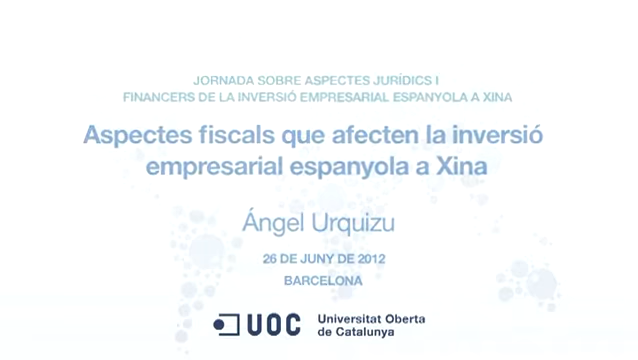 JORNADA SOBRE ASPECTES JURÍDICS I
FINANCERS DE LA INVERSIÓ EMPRESARIAL ESPANYOLA A XINA
Aspectes fiscals que afecten la inversió
empresarial espanyola a Xina
Ángel Urquizu
26 DE JUNY DE 2012
BARCELONA
UOC Universitat Oberta
de Catalunya